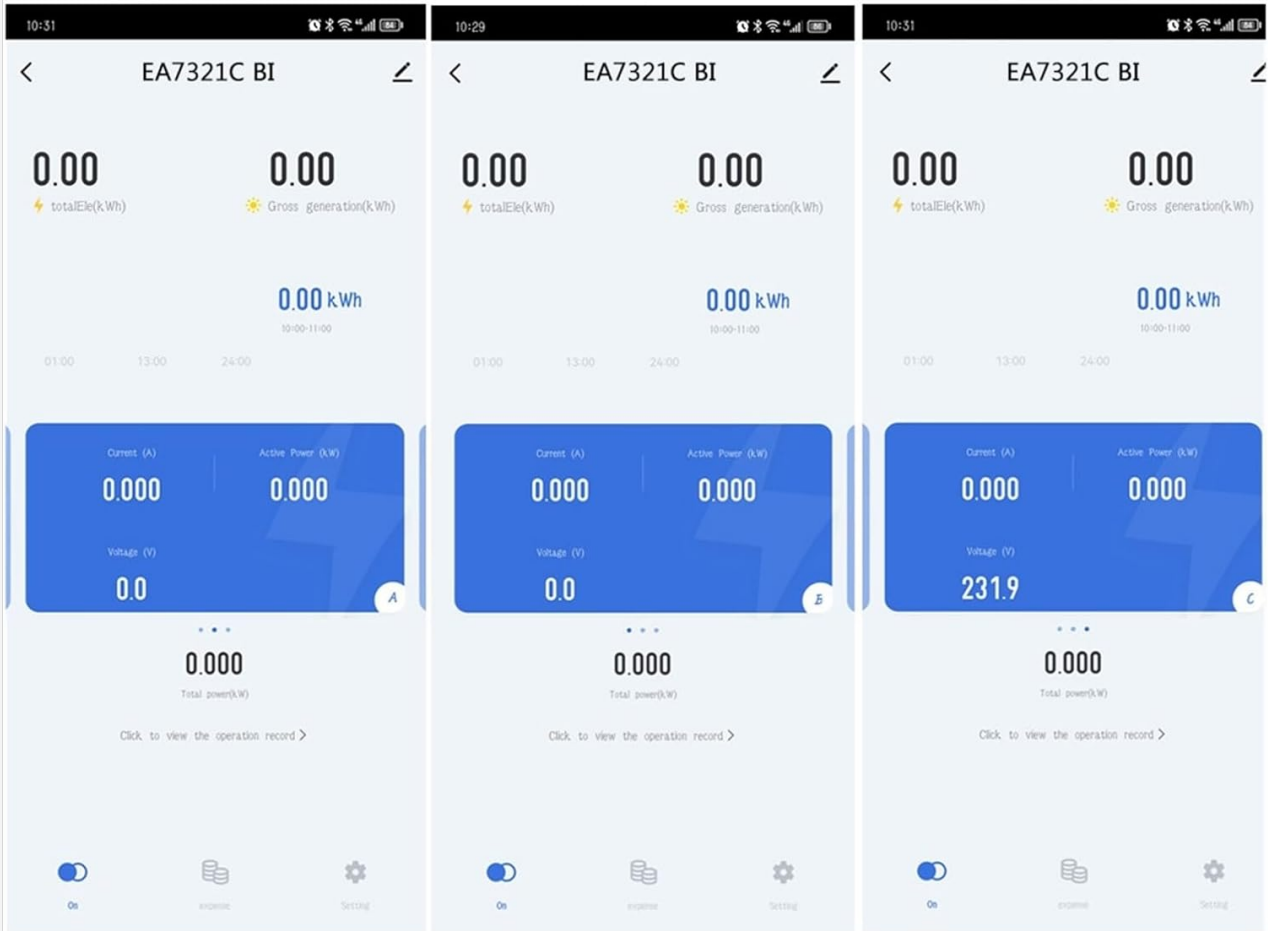 10:31
EA7321C BI
0.00 0.00
totalEle(kWh) Gross generation(kWh)
0.00 kWh
10:00-11:00
01:00 13:00 24:00
Current (A) Active Power (kW)
0.000 0.000
Voltage (V)
0.0
A
0.000
Total power(kW)
Click to view the operation record
On expense Setting
10:29
EA7321C BI
0.00 0.00
totalEle(kWh) Gross generation(kWh)
0.00 kWh
10:00-11:00
01:00 13:00 24:00
Current (A) Active Power (kW)
0.000 0.000
Voltage (V)
0.0
B
0.000
Total power(kW)
Click to view the operation record
On expense Setting
10:31
EA7321C BI
0.00 0.00
totalEle(kWh) Gross generation(kWh)
0.00 kWh
10:00-11:00
01:00 13:00 24:00
Current (A) Active Power (kW)
0.000 0.000
Voltage (V)
231.9
C
0.000
Total power(kW)
Click to view the operation record
On expense Setting